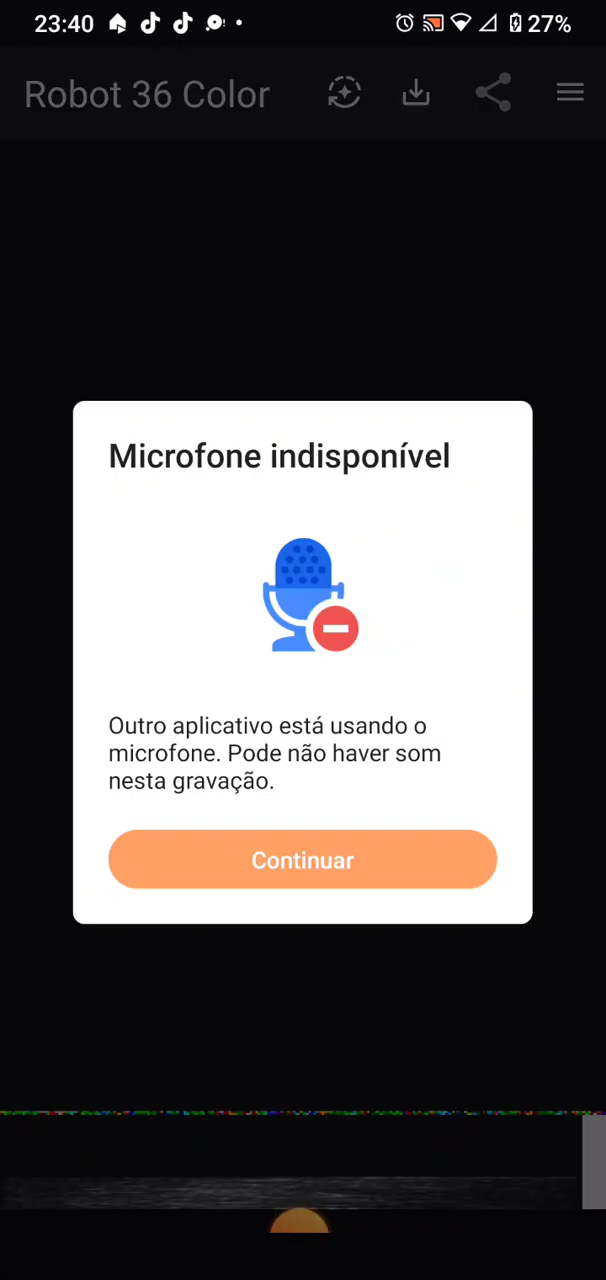 23:40
27%
Robot 36 Color
Microfone indisponível
Outro aplicativo está usando o
microfone. Pode não haver som
nesta gravação.
Continuar